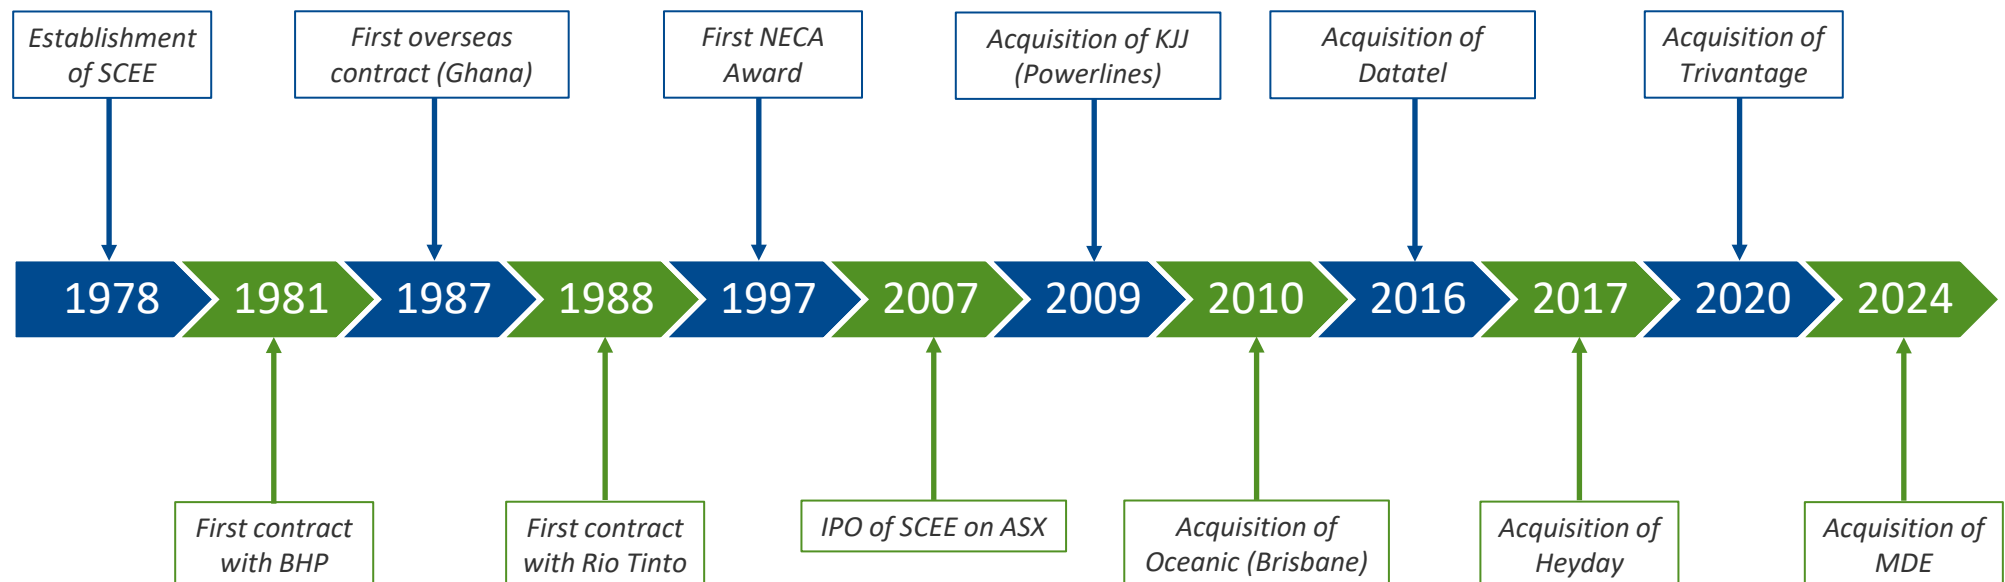 Establishment
of SCEE
First overseas
contract (Ghana)
First NECA
Award
Acquisition of KJJ
(Powerlines)
Acquisition of
Datatel
Acquisition of
Trivantage
1978
1981
1987
1988
1997
2007
2009
2010
2016
2017
2020
2024
First contract
with BHP
First contract
with Rio Tinto
IPO of SCEE on ASX
Acquisition of
Oceanic (Brisbane)
Acquisition of
Heyday
Acquisition of
MDE